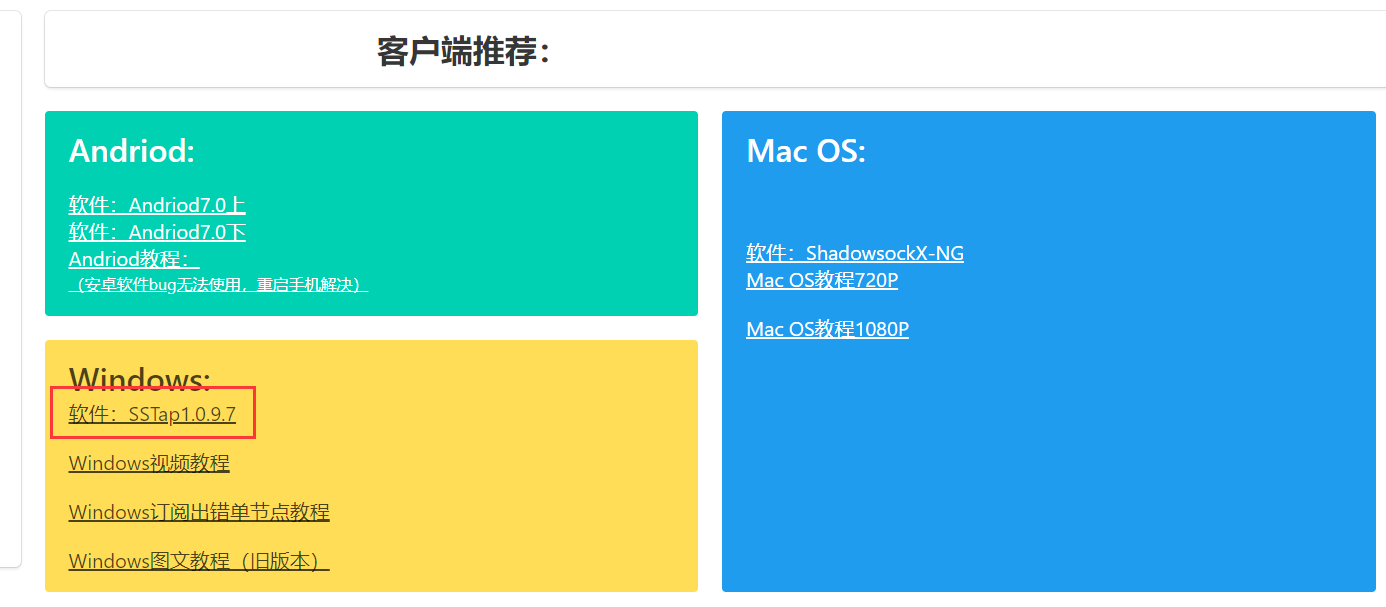 客户端推荐：
Andriod:
软件：Andriod7.0上
软件：Andriod7.0下
Andriod教程：
（安卓软件bug无法使用，重启手机解决）
Windows:
软件：SSTap1.0.9.7
Windows视频教程
Windows订阅出错单节点教程
Windows图文教程（旧版本）
Mac OS:
软件：ShadowsockX-NG
Mac OS教程720P
Mac OS教程1080P